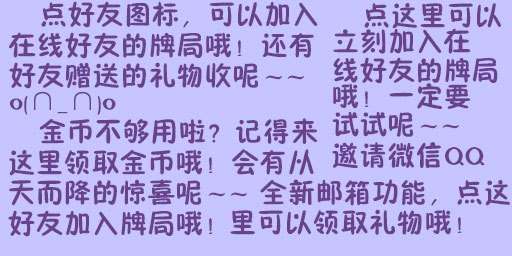 点好友图标，可以加入
在线好友的牌局哦！还有
好友赠送的礼物收呢~~
o(∩_∩)o
金币不够用啦？记得来
这里领取金币哦！会有从
天而降的惊喜呢~~
点这里可以
立刻加入在
线好友的牌局
哦！一定要
试试呢~~
邀请微信QQ
好友加入牌局哦！
全新邮箱功能，点这
里可以领取礼物哦！